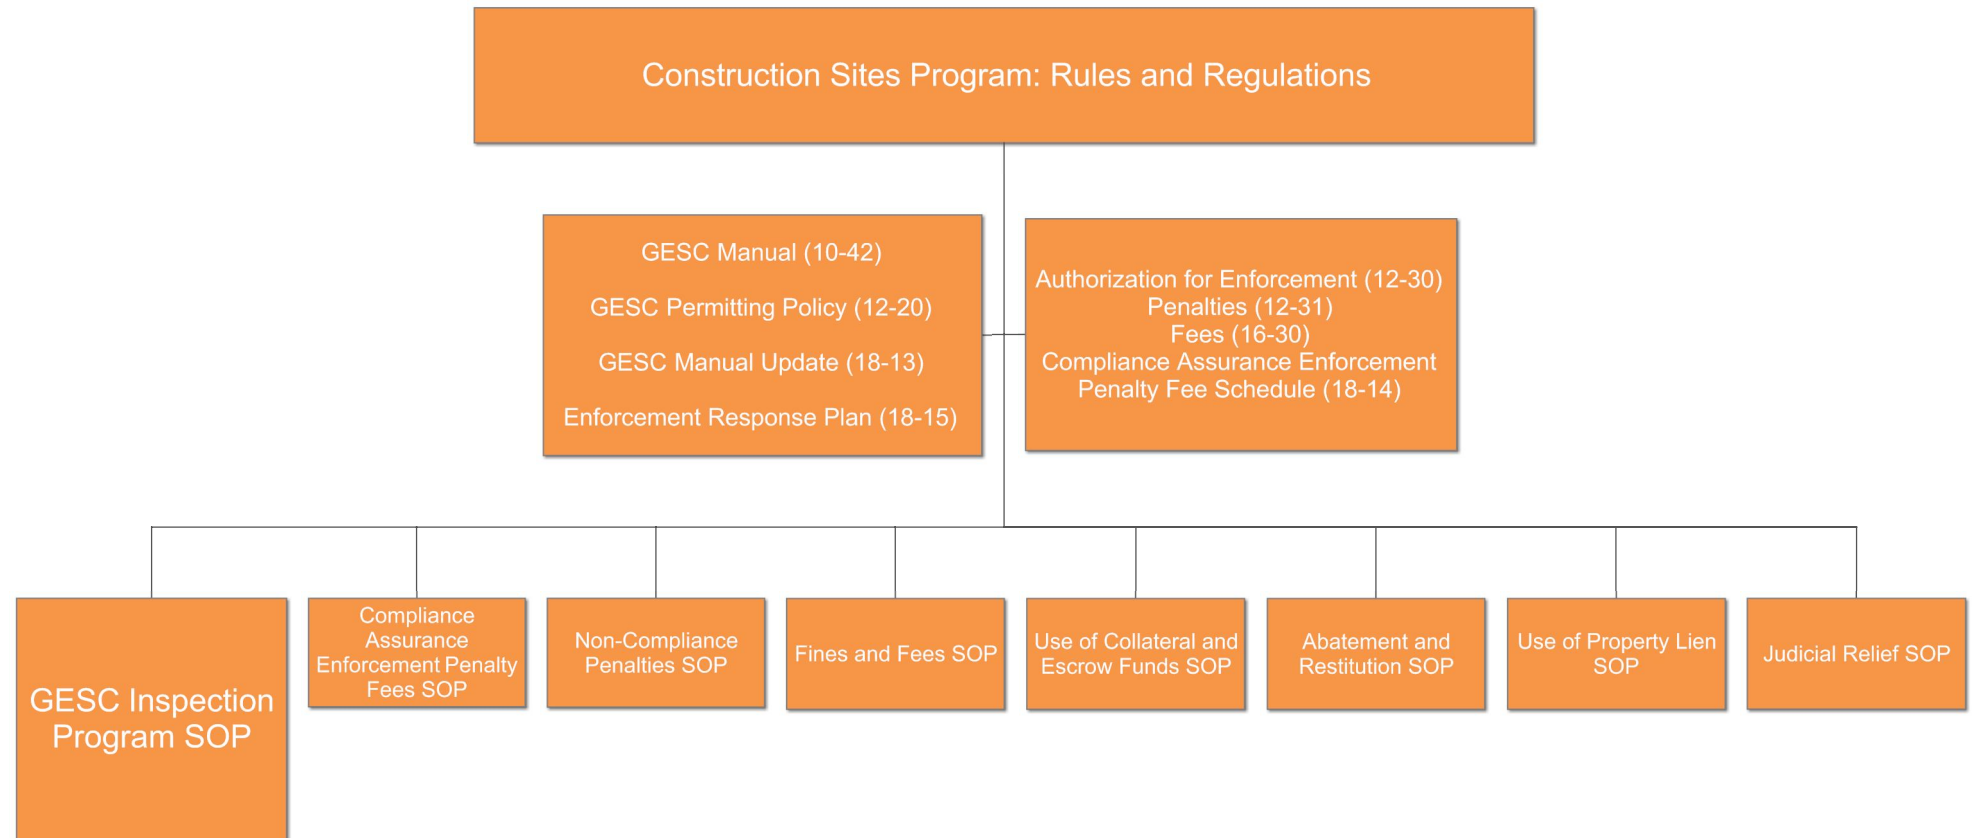 Construction Sites Program: Rules and Regulations
GESC Manual (10-42)
GESC Permitting Policy (12-20)
GESC Manual Update (18-13)
Enforcement Response Plan (18-15)
Authorization for Enforcement (12-30)
Penalties (12-31)
Fees (16-30)
Compliance Assurance Enforcement
Penalty Fee Schedule (18-14)
GESC Inspection
Program SOP
Compliance
Assurance
Enforcement Penalty
Fees SOP
Non-Compliance
Penalties SOP
Fines and Fees SOP
Use of Collateral and
Escrow Funds SOP
Abatement and
Restitution SOP
Use of Property Lien
SOP
Judicial Relief SOP